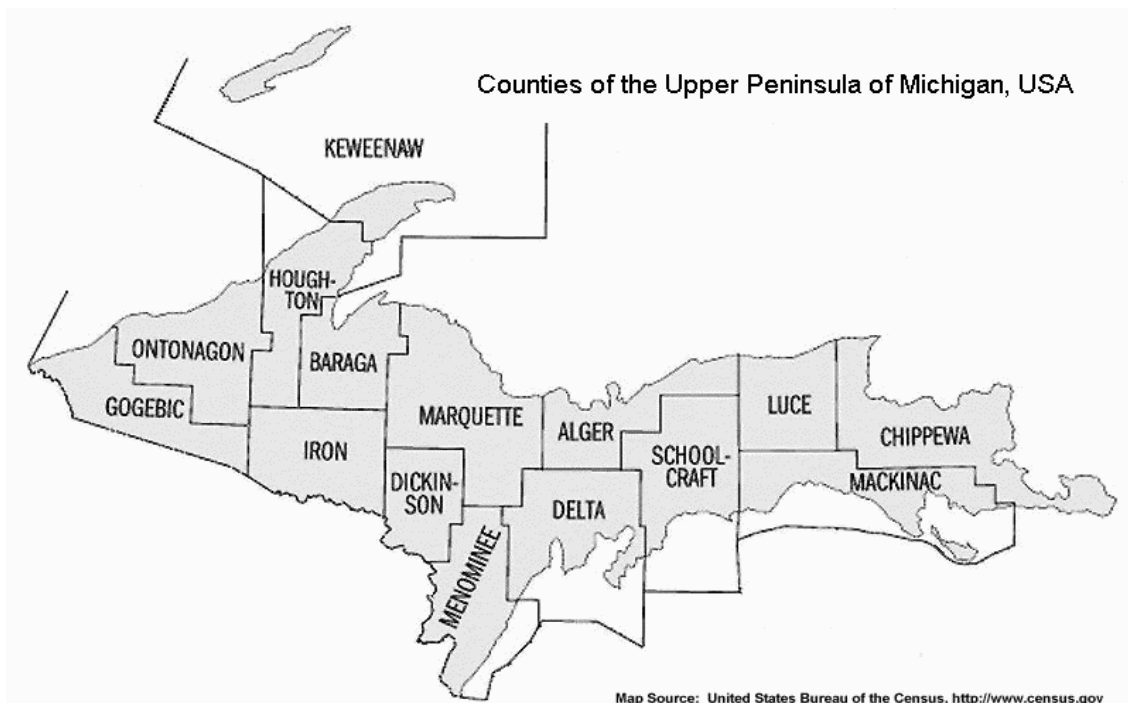 Counties of the Upper Peninsula of Michigan, USA
KEWEENAW
HOUGH-
TON
ONTONAGON
BARAGA
GOGEBIC
MARQUETTE
LUCE
ALGER
CHIPPEWA
IRON
SCHOOL-
CRAFT
DICKIN-
SON
MACKINAC
DELTA
MENOMINEE
Map Source: United States Bureau of the Census, http://www.census.gov